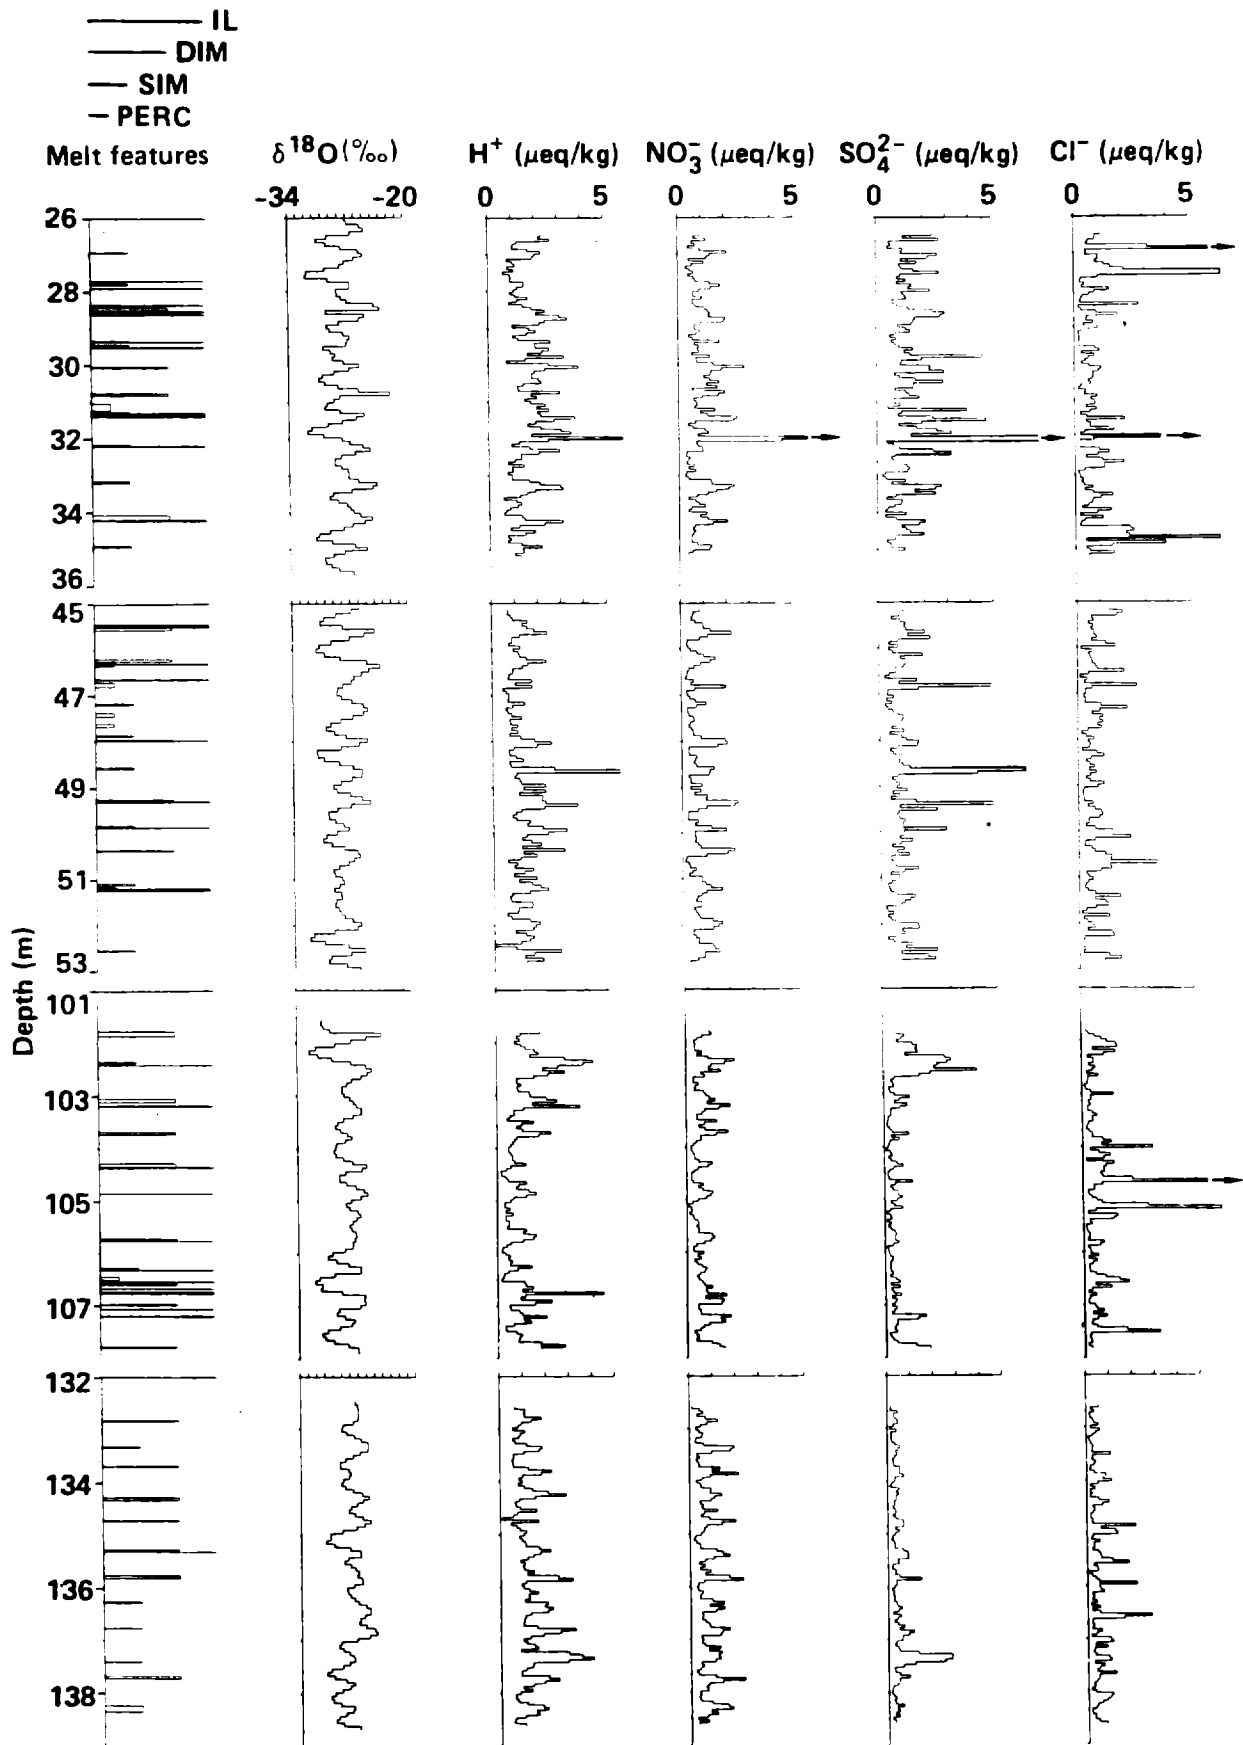 IL
DIM
SIM
PERC
Melt features δ¹⁸O (‰) H⁺ (μeq/kg) NO₃⁻ (μeq/kg) SO₄²⁻ (μeq/kg) Cl⁻ (μeq/kg)
-34 -20 0 5 0 5 0 5 0 5
26
28
30
32
34
36
45
47
49
51
53
Depth (m)
101
103
105
107
132
134
136
138